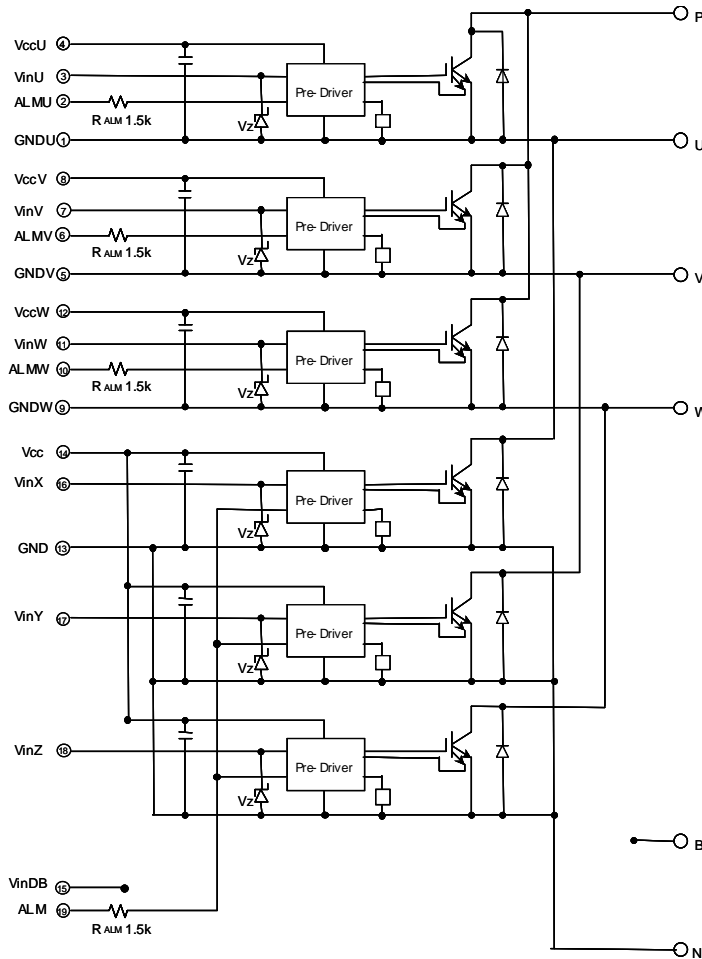 P
VccU 4
VinU 3
Pre-Driver
ALMU 2
RALM 1.5k
Vz
GNDU 1
U
VccV 8
VinV 7
Pre-Driver
ALMV 6
RALM 1.5k
Vz
GNDV 5
V
VccW 12
VinW 11
Pre-Driver
ALMW 10
RALM 1.5k
Vz
GNDW 9
W
Vcc 14
VinX 16
Pre-Driver
Vz
GND 13
VinY 17
Pre-Driver
Vz
VinZ 18
Pre-Driver
Vz
B
VinDB 15
ALM 19
RALM 1.5k
N